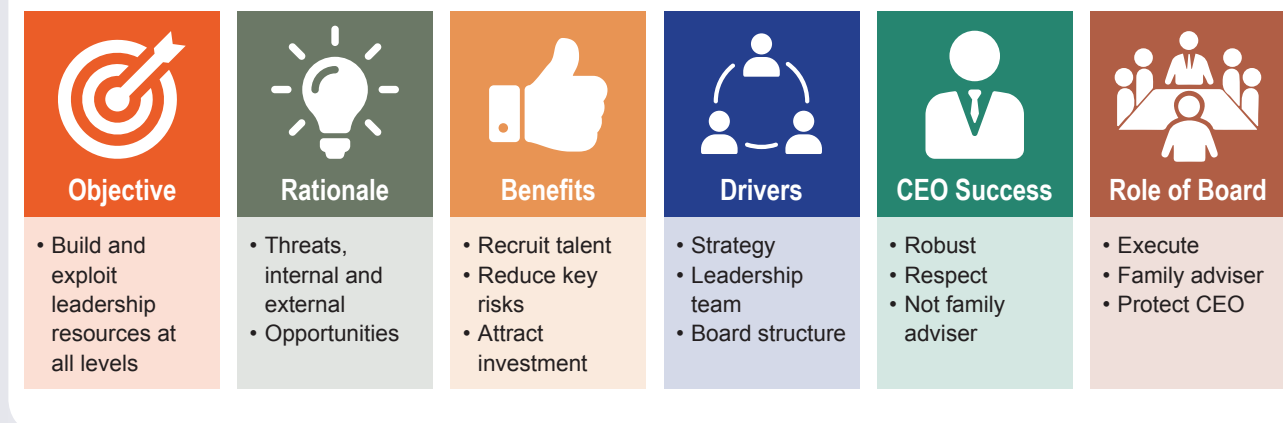 Objective
• Build and
exploit
leadership
resources at
all levels
Rationale
• Threats,
internal and
external
• Opportunities
Benefits
• Recruit talent
• Reduce key
risks
• Attract
investment
Drivers
• Strategy
• Leadership
team
• Board structure
CEO Success
• Robust
• Respect
• Not family
adviser
Role of Board
• Execute
• Family adviser
• Protect CEO